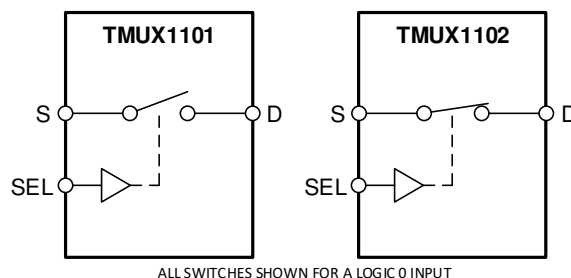 TMUX1101
TMUX1102
S
D
S
D
SEL
SEL
ALL SWITCHES SHOWN FOR A LOGIC 0 INPUT